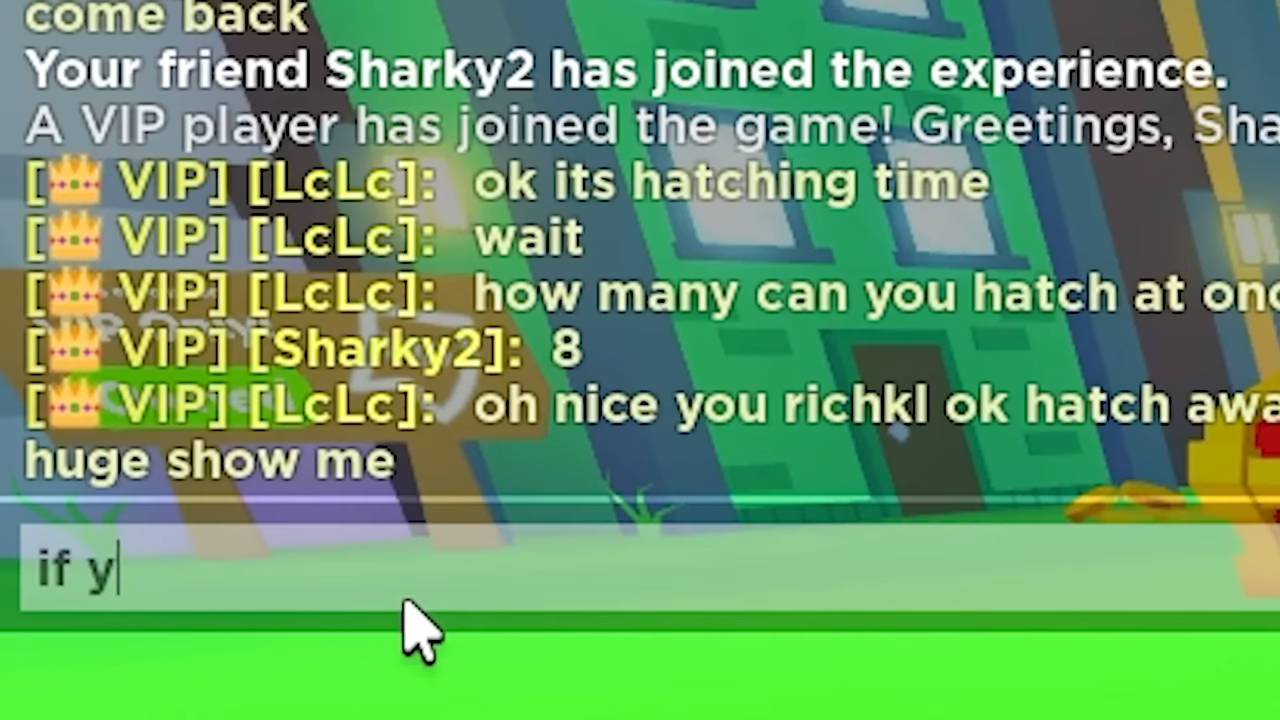 come back
Your friend Sharky2 has joined the experience.
A VIP player has joined the game! Greetings, Sha
[👑 VIP] [LcLc]: ok its hatching time
[👑 VIP] [LcLc]: wait
[👑 VIP] [LcLc]: how many can you hatch at onc
[👑 VIP] [Sharky2]: 8
[👑 VIP] [LcLc]: oh nice you richkl ok hatch awa
huge show me
if y